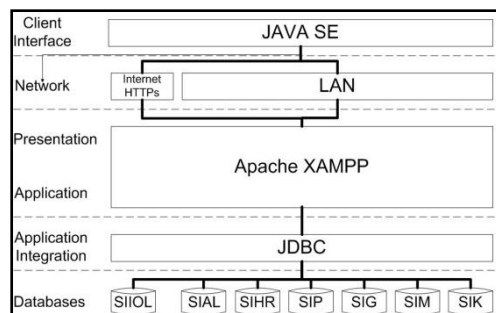 Client
Interface
JAVA SE
Network
Internet
HTTPs
LAN
Presentation
Apache XAMPP
Application
Application
Integration
JDBC
Databases
SIIOL
SIAL
SIHR
SIP
SIG
SIM
SIK